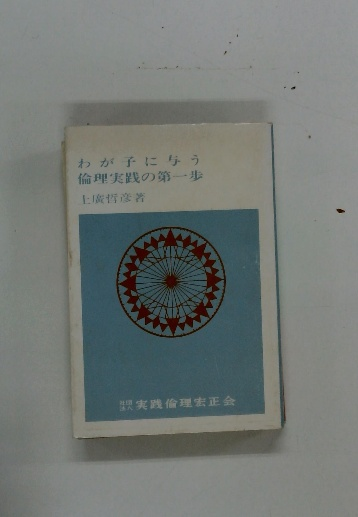 わが子に与う
倫理実践の第一歩
上廣哲彦著
社団法人 実践倫理宏正会